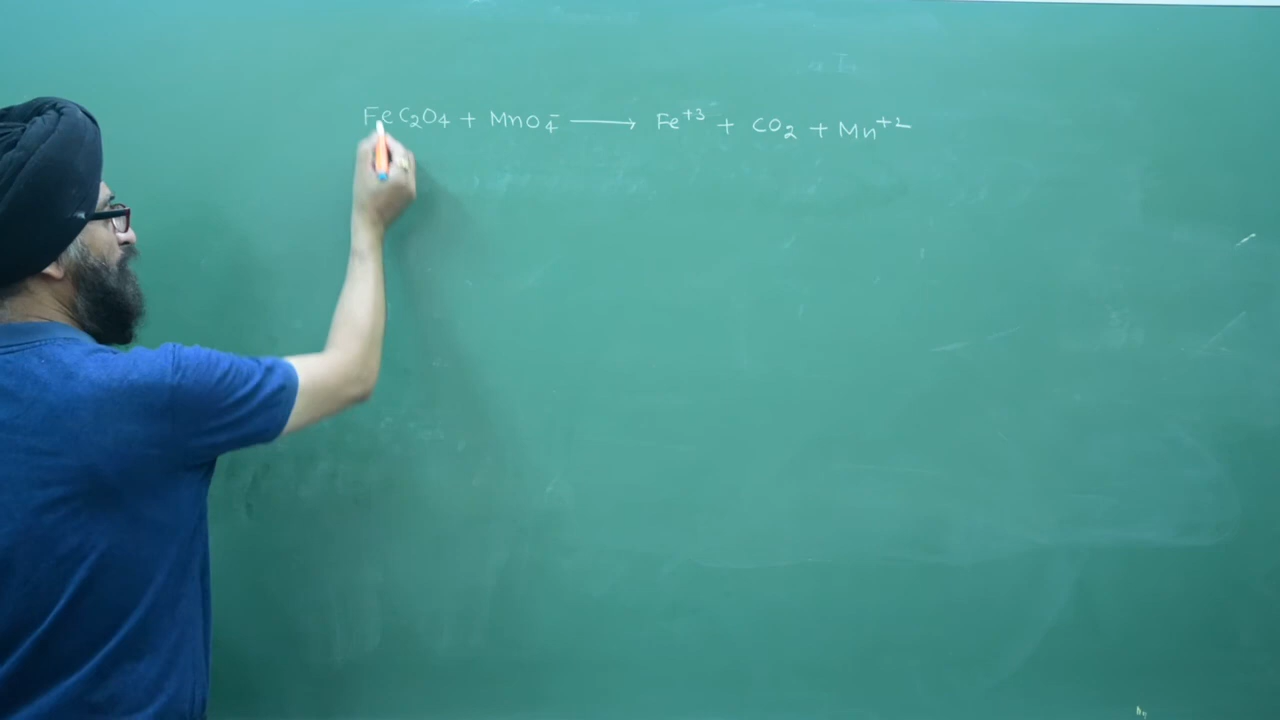 FeC₂O₄ + MnO₄⁻ ⟶ Fe⁺³ + CO₂ + Mn⁺²